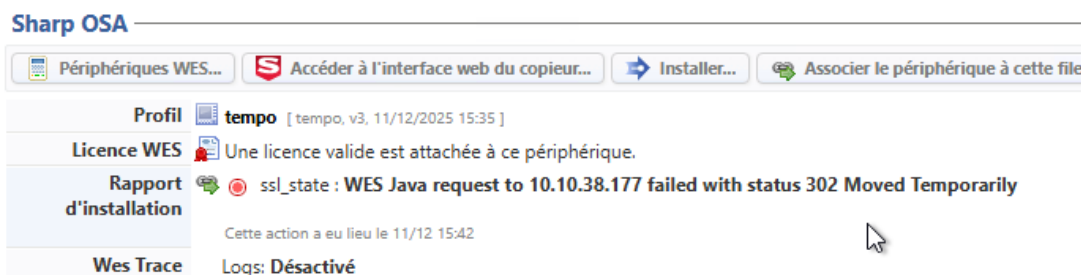 Sharp OSA
Périphériques WES... Accéder à l'interface web du copieur... Installer... Associer le périphérique à cette file
Profil tempo [ tempo, v3, 11/12/2025 15:35 ]
Licence WES Une licence valide est attachée à ce périphérique.
Rapport d'installation ssl_state : WES Java request to 10.10.38.177 failed with status 302 Moved Temporarily
Cette action a eu lieu le 11/12 15:42
Wes Trace Logs: Désactivé